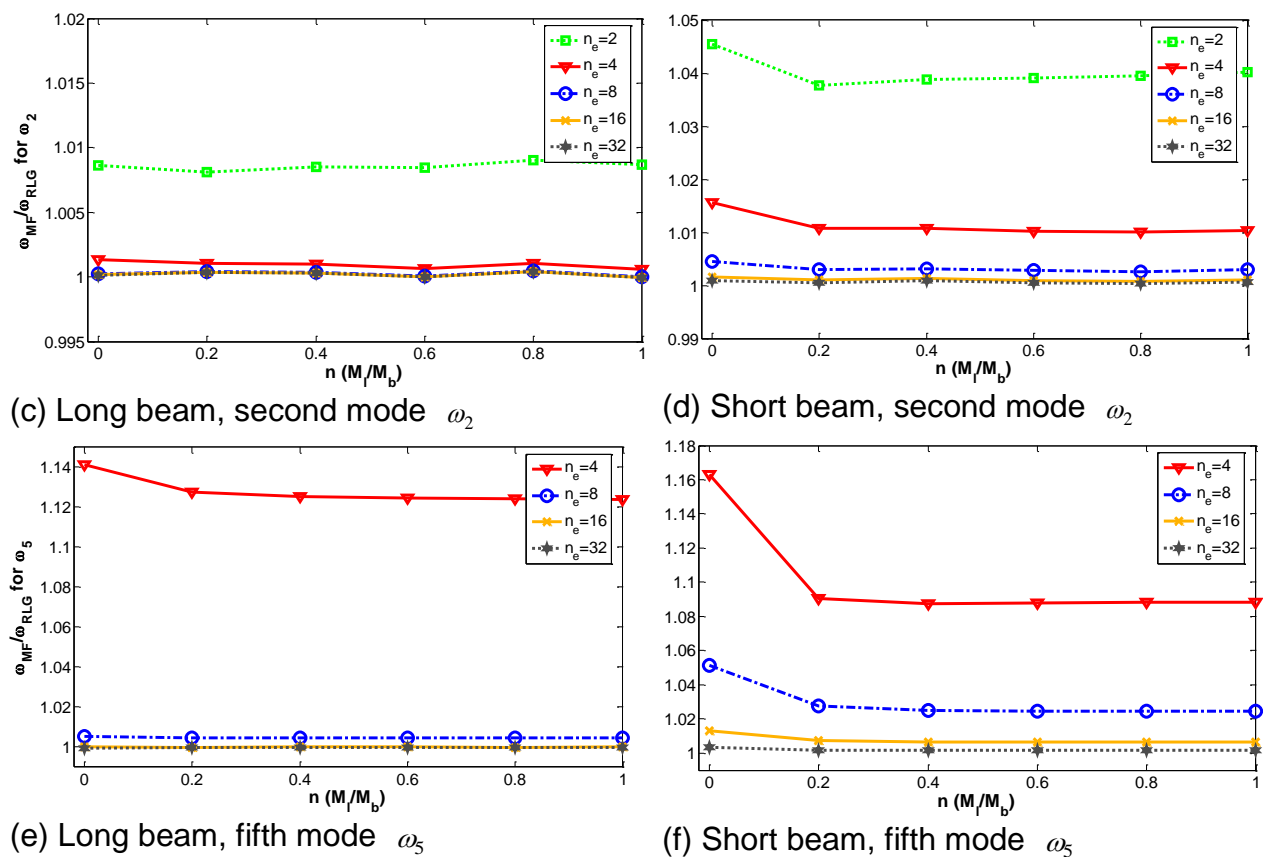 1.02
1.015
1.01
1.005
1
0.995
ω_MF/ω_RLG for ω_2
0 0.2 0.4 0.6 0.8 1
n (M_l/M_b)
n_e=2
n_e=4
n_e=8
n_e=16
n_e=32
(c) Long beam, second mode ω_2
1.05
1.04
1.03
1.02
1.01
1
0.99
0 0.2 0.4 0.6 0.8 1
n (M_l/M_b)
n_e=2
n_e=4
n_e=8
n_e=16
n_e=32
(d) Short beam, second mode ω_2
1.14
1.12
1.1
1.08
1.06
1.04
1.02
1
ω_MF/ω_RLG for ω_5
0 0.2 0.4 0.6 0.8 1
n (M_l/M_b)
n_e=4
n_e=8
n_e=16
n_e=32
(e) Long beam, fifth mode ω_5
1.18
1.16
1.14
1.12
1.1
1.08
1.06
1.04
1.02
1
0 0.2 0.4 0.6 0.8 1
n (M_l/M_b)
n_e=4
n_e=8
n_e=16
n_e=32
(f) Short beam, fifth mode ω_5